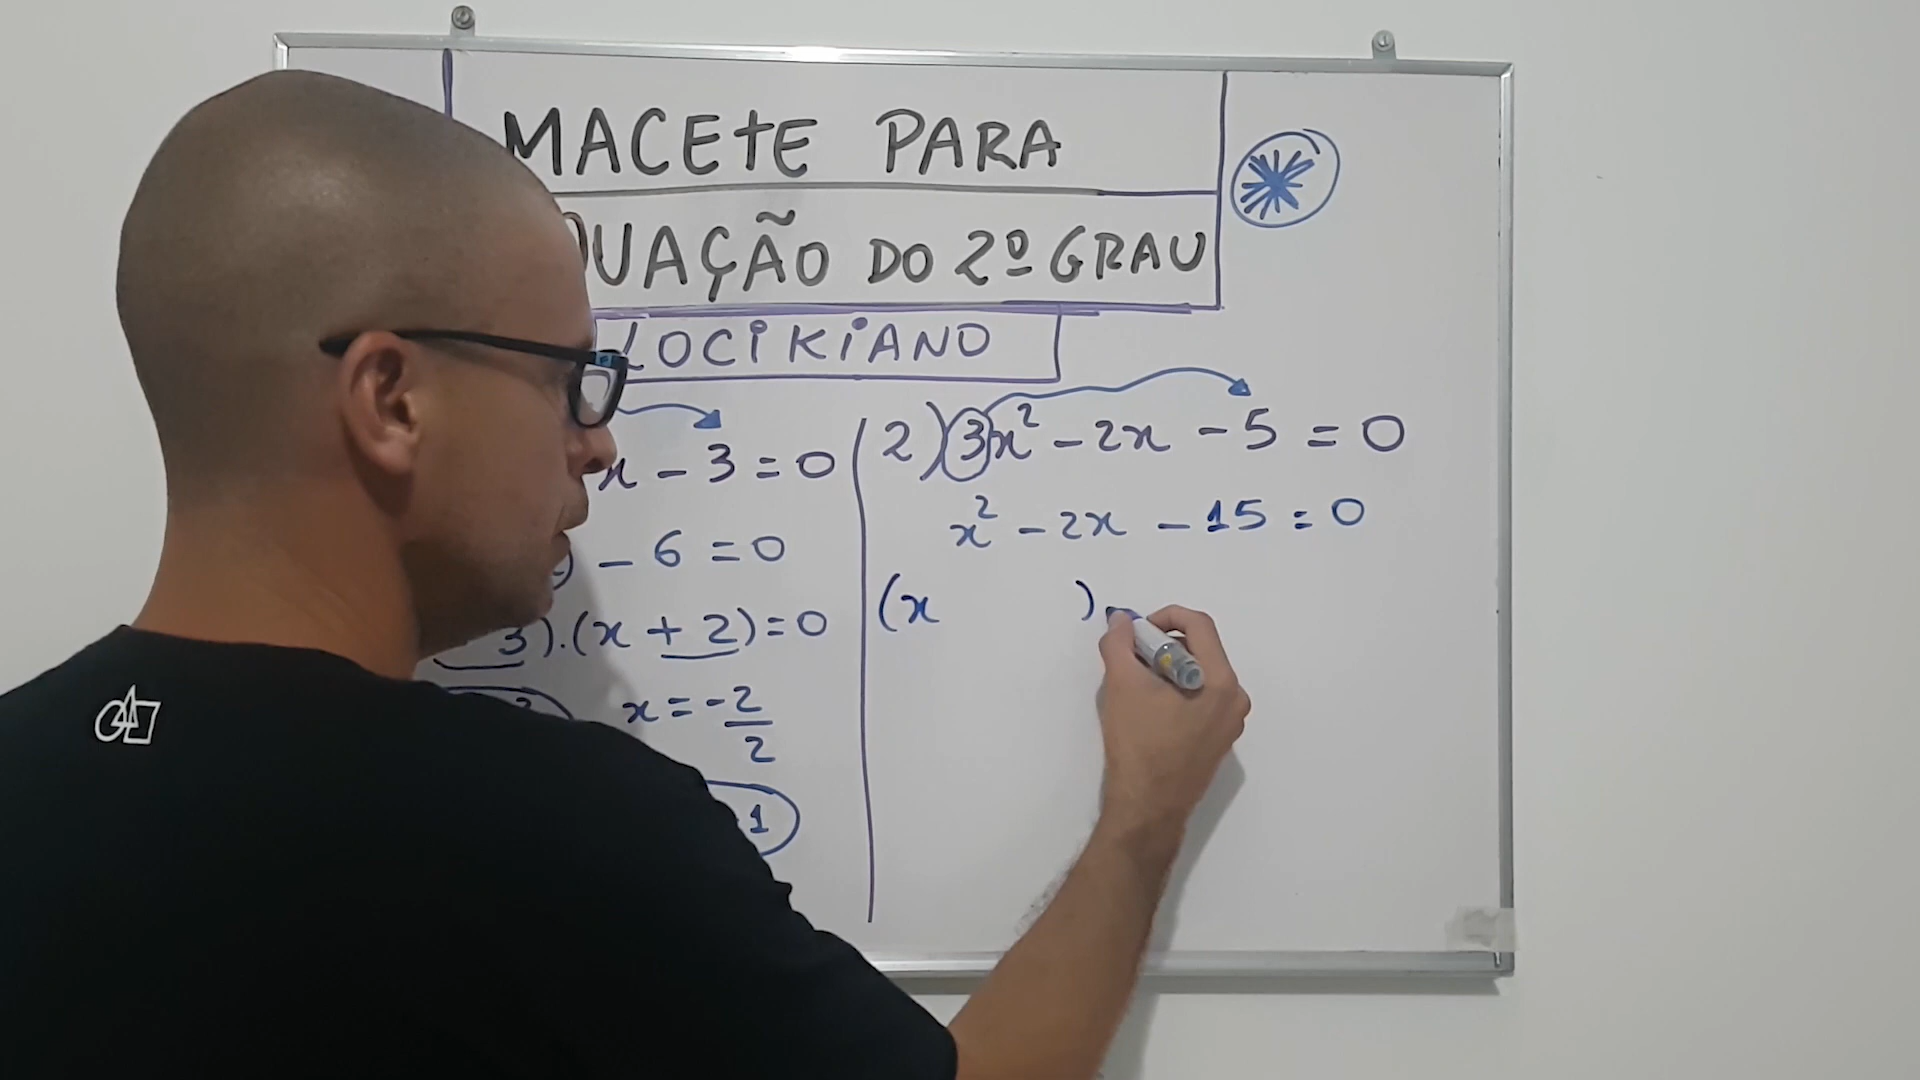 MACEtE PARA
UAÇÃO DO 2º GRAU
LOCIKIANO
x - 3 = 0
- 6 = 0
3).(x + 2) = 0
x = -2/2
1
2) 3x² - 2x - 5 = 0
x² - 2x - 15 = 0
(x )